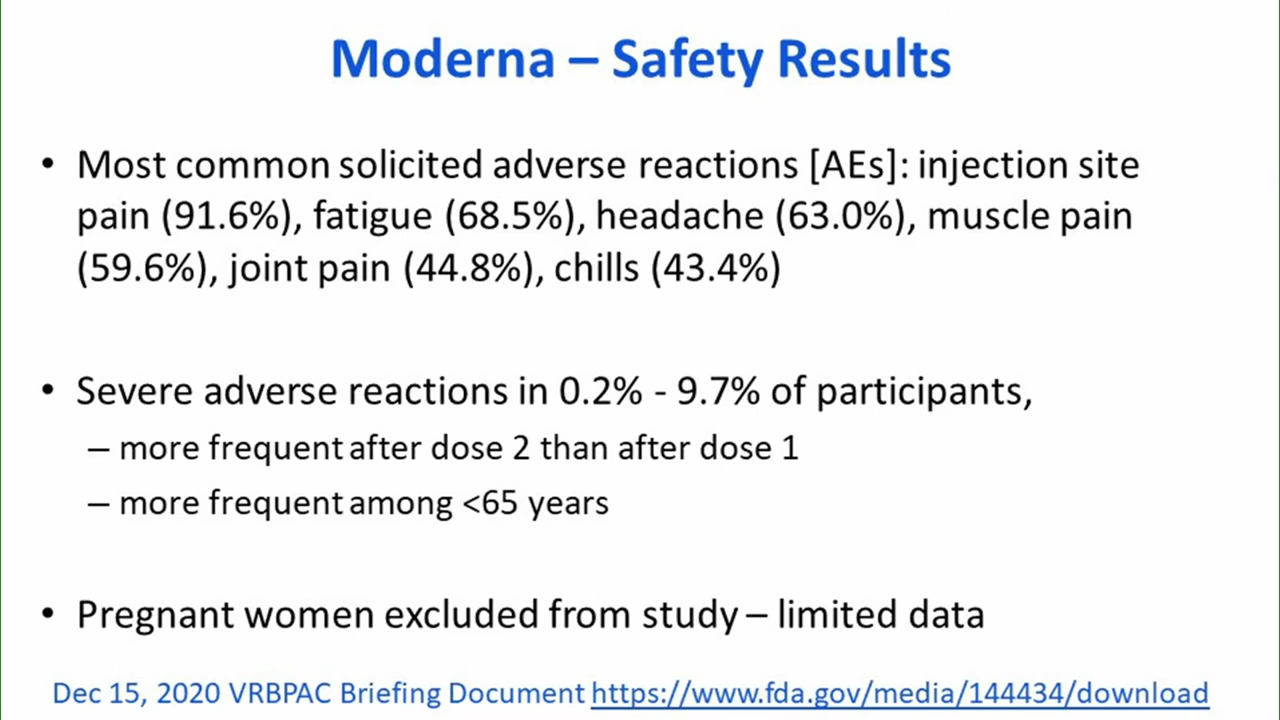 Moderna – Safety Results
• Most common solicited adverse reactions [AEs]: injection site
pain (91.6%), fatigue (68.5%), headache (63.0%), muscle pain
(59.6%), joint pain (44.8%), chills (43.4%)
• Severe adverse reactions in 0.2% - 9.7% of participants,
– more frequent after dose 2 than after dose 1
– more frequent among <65 years
• Pregnant women excluded from study – limited data
Dec 15, 2020 VRBPAC Briefing Document https://www.fda.gov/media/144434/download